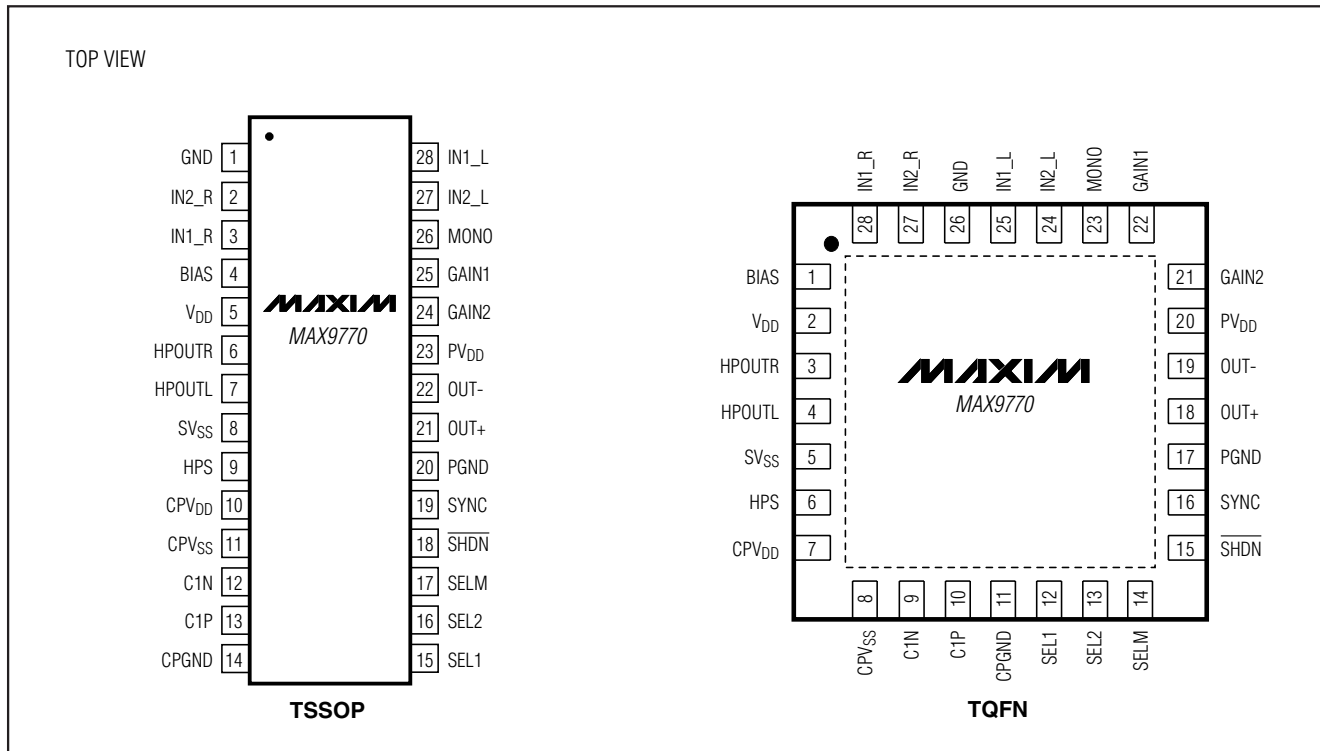 TOP VIEW
GND 1
IN2_R 2
IN1_R 3
BIAS 4
VDD 5
HPOUTR 6
HPOUTL 7
SVSS 8
HPS 9
CPVDD 10
CPVSS 11
C1N 12
C1P 13
CPGND 14
MAXIM
MAX9770
28 IN1_L
27 IN2_L
26 MONO
25 GAIN1
24 GAIN2
23 PVDD
22 OUT-
21 OUT+
20 PGND
19 SYNC
18 SHDN
17 SELM
16 SEL2
15 SEL1
TSSOP
IN1_R 28
IN2_R 27
GND 26
IN1_L 25
IN2_L 24
MONO 23
GAIN1 22
BIAS 1
VDD 2
HPOUTR 3
HPOUTL 4
SVSS 5
HPS 6
CPVDD 7
MAXIM
MAX9770
21 GAIN2
20 PVDD
19 OUT-
18 OUT+
17 PGND
16 SYNC
15 SHDN
8 CPVSS
9 C1N
10 C1P
11 CPGND
12 SEL1
13 SEL2
14 SELM
TQFN